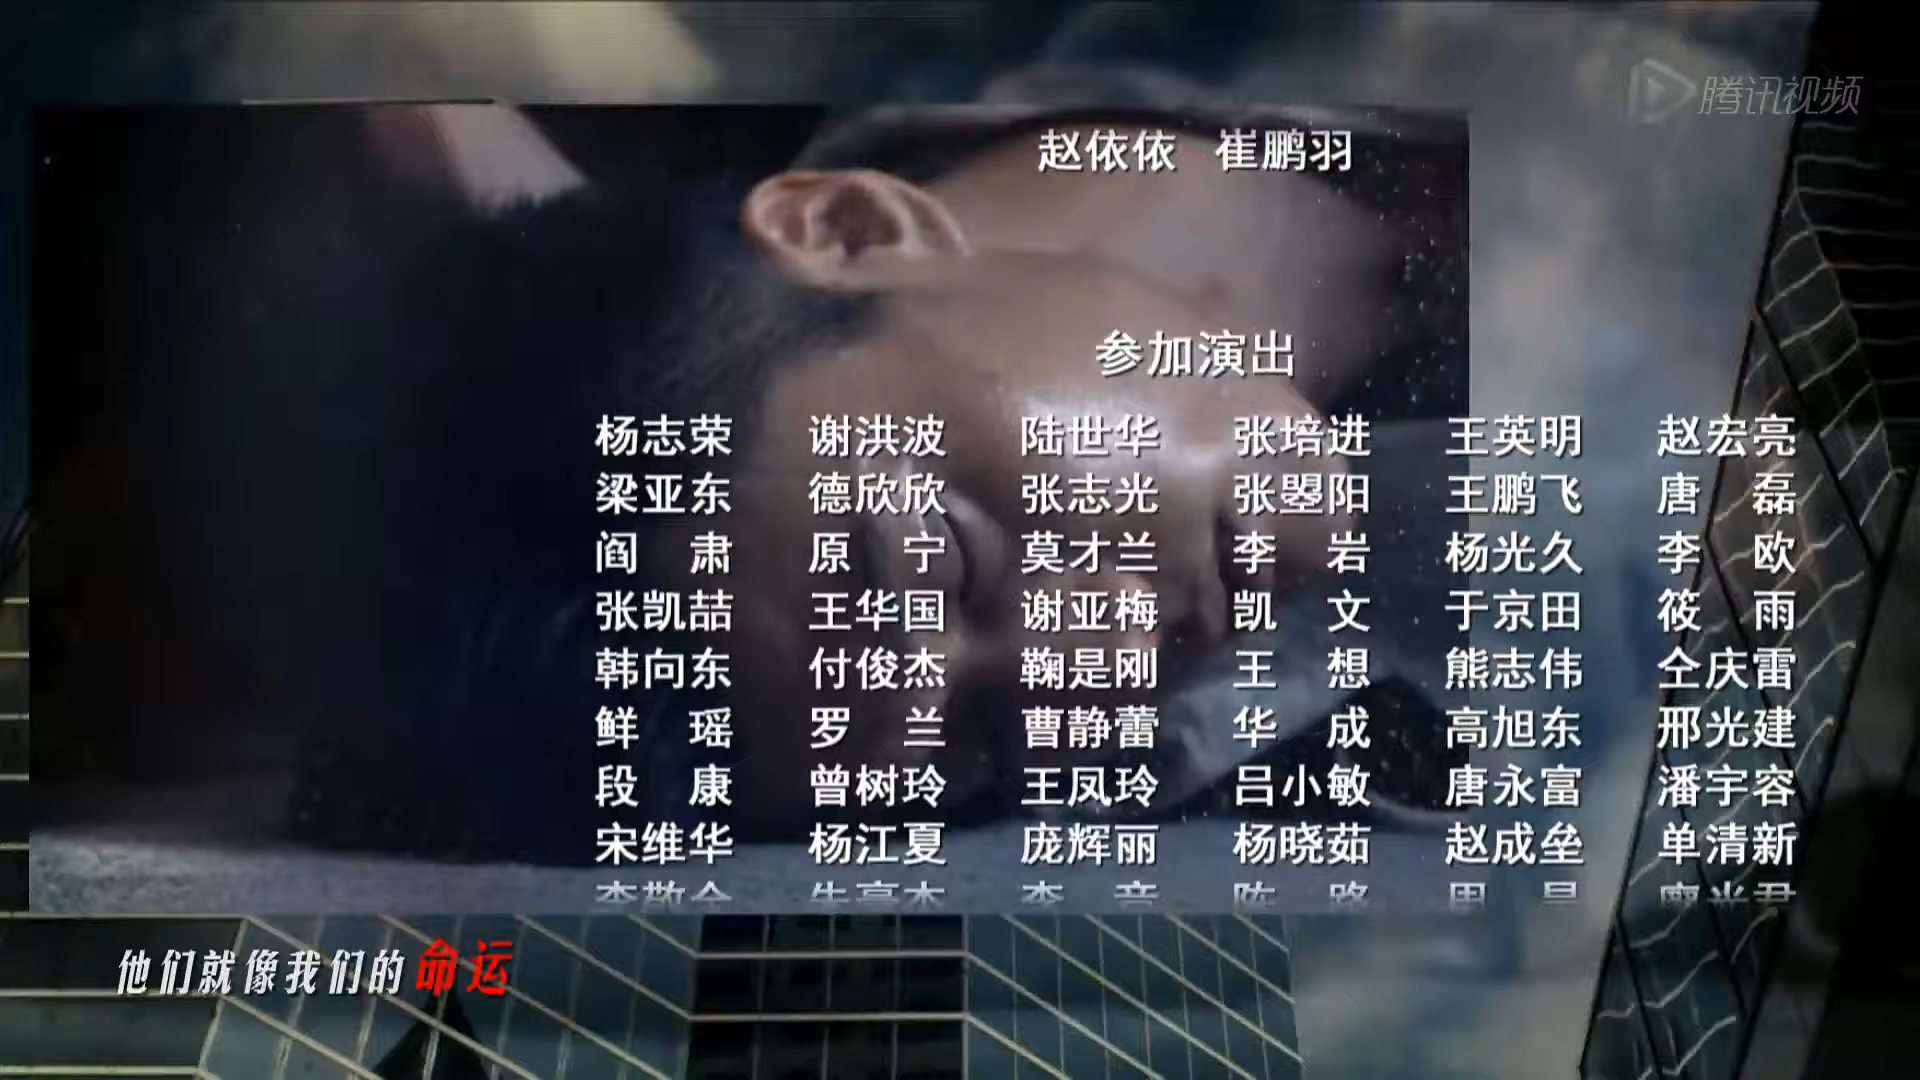 腾讯视频
赵依依 崔鹏羽
参加演出
杨志荣 谢洪波 陆世华 张培进 王英明 赵宏亮
梁亚东 德欣欣 张志光 张曌阳 王鹏飞 唐磊
阎肃 原宁 莫才兰 李岩 杨光久 李欧
张凯喆 王华国 谢亚梅 凯文 于京田 筱雨
韩向东 付俊杰 鞠是刚 王想 熊志伟 仝庆雷
鲜瑶 罗兰 曹静蕾 华成 高旭东 邢光建
段康 曾树玲 王凤玲 吕小敏 唐永富 潘宇容
宋维华 杨江夏 庞辉丽 杨晓茹 赵成垒 单清新
他们就像我们的命运